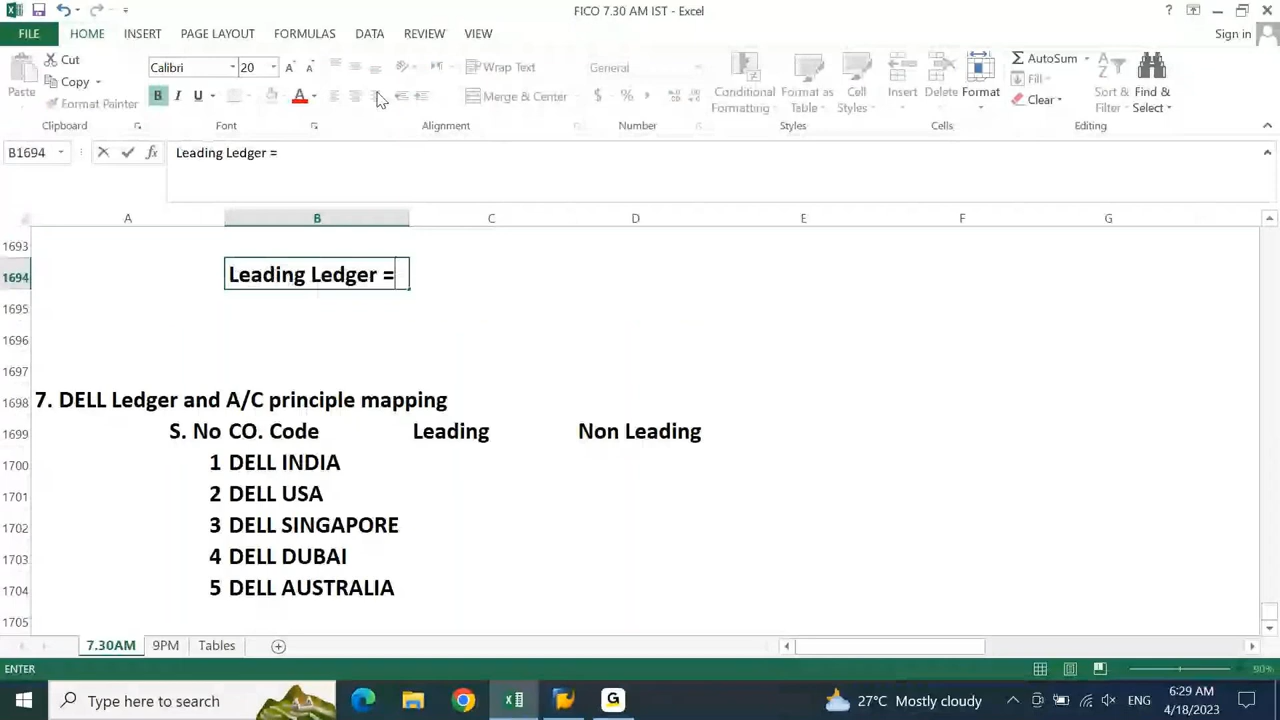 FICO 7.30 AM IST - Excel
?
FILE HOME INSERT PAGE LAYOUT FORMULAS DATA REVIEW VIEW Sign in
Paste Cut Copy Format Painter Clipboard
Calibri 20 B I U A Font
Wrap Text Merge & Center Alignment
General $ % Number
Conditional Formatting Format as Table Cell Styles Styles
Insert Delete Format Cells
AutoSum Fill Clear Sort & Filter Find & Select Editing
B1694 fx Leading Ledger =
A B C D E F G
1693
1694 Leading Ledger =
1695
1696
1697
1698 7. DELL Ledger and A/C principle mapping
1699 S. No CO. Code Leading Non Leading
1700 1 DELL INDIA
1701 2 DELL USA
1702 3 DELL SINGAPORE
1703 4 DELL DUBAI
1704 5 DELL AUSTRALIA
1705
7.30AM 9PM Tables
ENTER 90%
Type here to search 27°C Mostly cloudy ENG 6:29 AM
4/18/2023